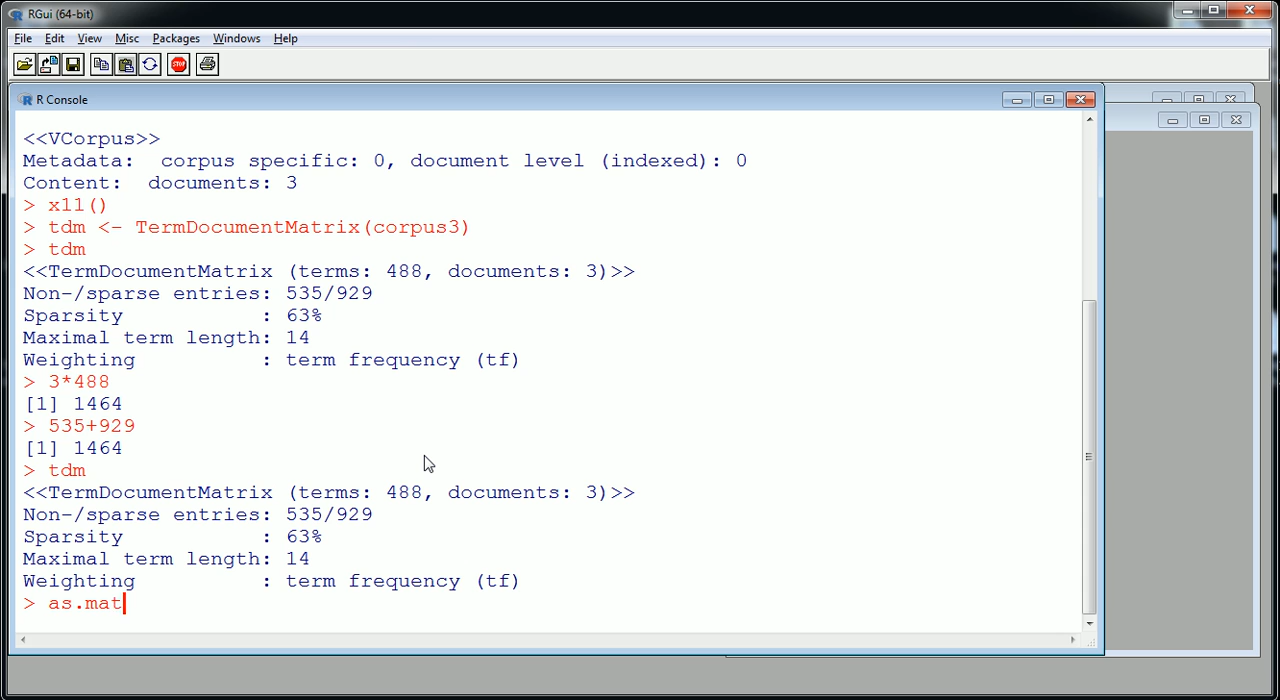 RGui (64-bit)
File Edit View Misc Packages Windows Help
STOP
R Console
<<VCorpus>>
Metadata:  corpus specific: 0, document level (indexed): 0
Content:  documents: 3
> x11()
> tdm <- TermDocumentMatrix(corpus3)
> tdm
<<TermDocumentMatrix (terms: 488, documents: 3)>>
Non-/sparse entries: 535/929
Sparsity           : 63%
Maximal term length: 14
Weighting          : term frequency (tf)
> 3*488
[1] 1464
> 535+929
[1] 1464
> tdm
<<TermDocumentMatrix (terms: 488, documents: 3)>>
Non-/sparse entries: 535/929
Sparsity           : 63%
Maximal term length: 14
Weighting          : term frequency (tf)
> as.mat